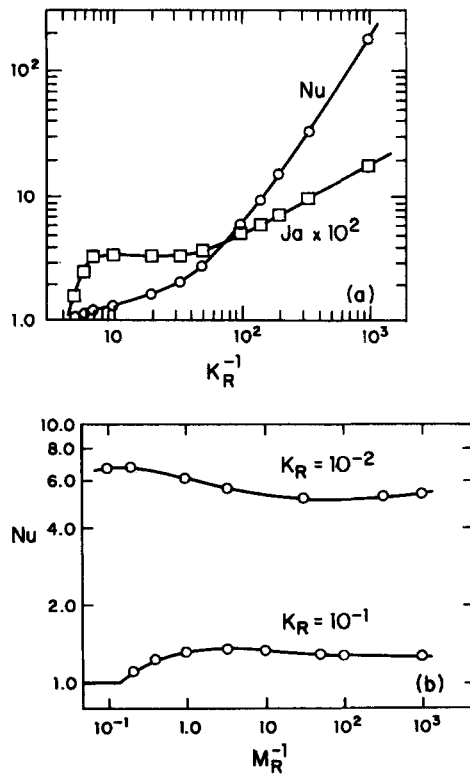 10²
Nu
10
Ja x 10²
(a)
1.0
10 10² 10³
K_R⁻¹
10.0
8.0
K_R = 10⁻²
6.0
Nu
4.0
2.0
K_R = 10⁻¹
1.0
(b)
10⁻¹ 1.0 10 10² 10³
M_R⁻¹